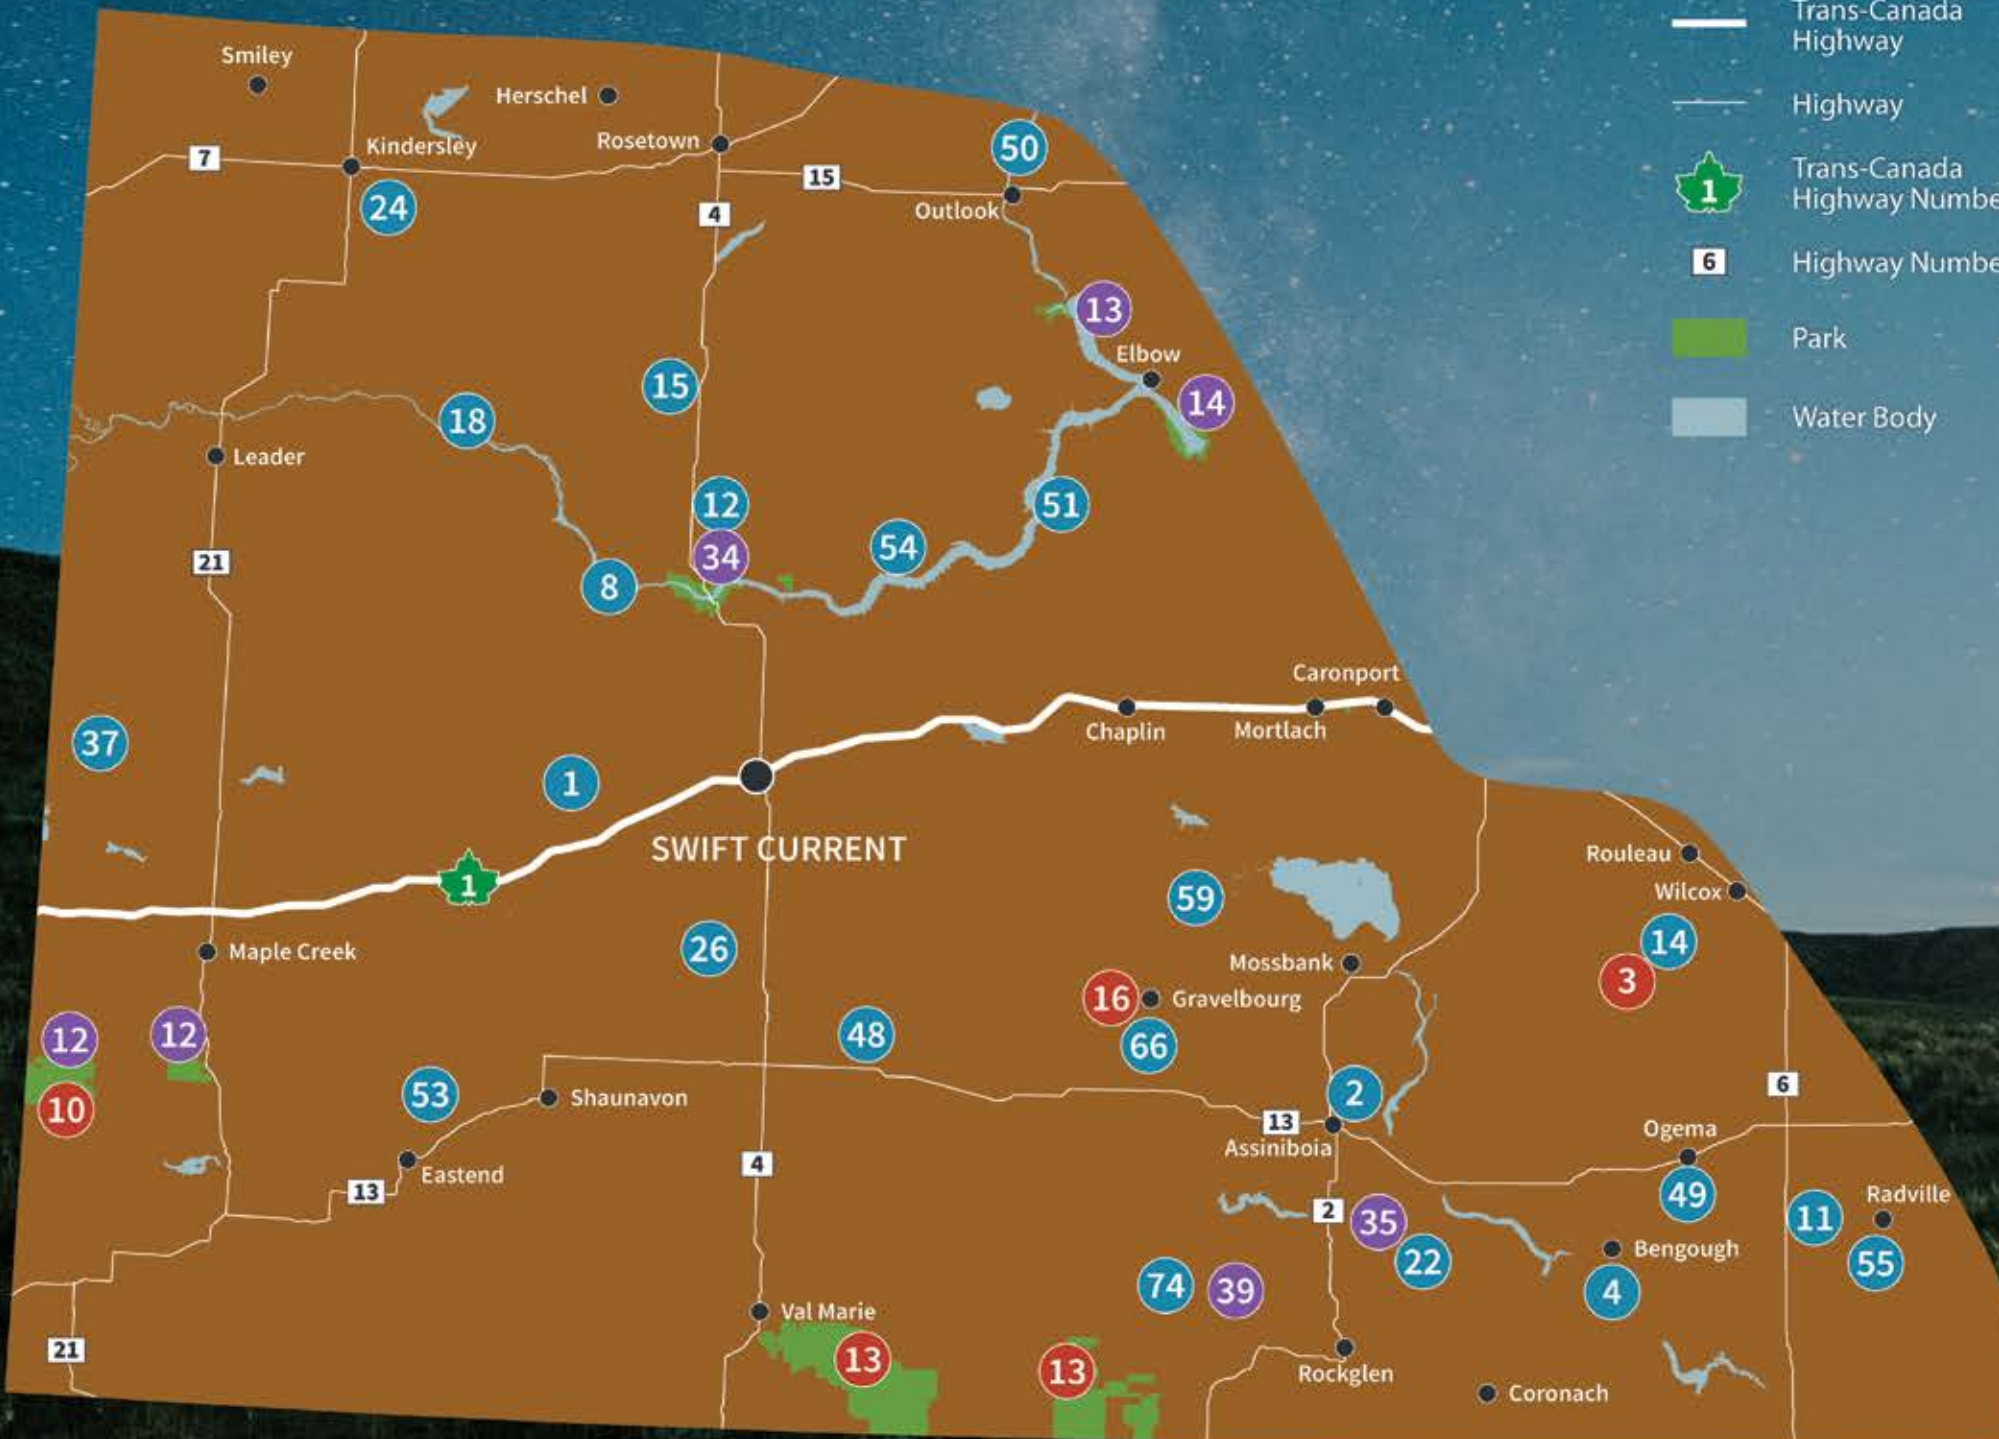 Trans-Canada
Highway
Highway
1
Trans-Canada
Highway Numbe
6
Highway Numbe
Park
Water Body
Smiley
Herschel
Kindersley
Rosetown
7
15
50
24
4
Outlook
13
Elbow
15
14
18
Leader
12
51
34
54
21
8
Caronport
Chaplin
Mortlach
37
1
SWIFT CURRENT
Rouleau
1
Wilcox
59
14
26
Maple Creek
Mossbank
3
16
Gravelbourg
12
12
48
66
6
53
2
Shaunavon
10
13
Ogema
Assiniboia
4
Eastend
13
49
Radville
2
35
11
Bengough
22
55
74
39
4
Val Marie
21
13
13
Rockglen
Coronach